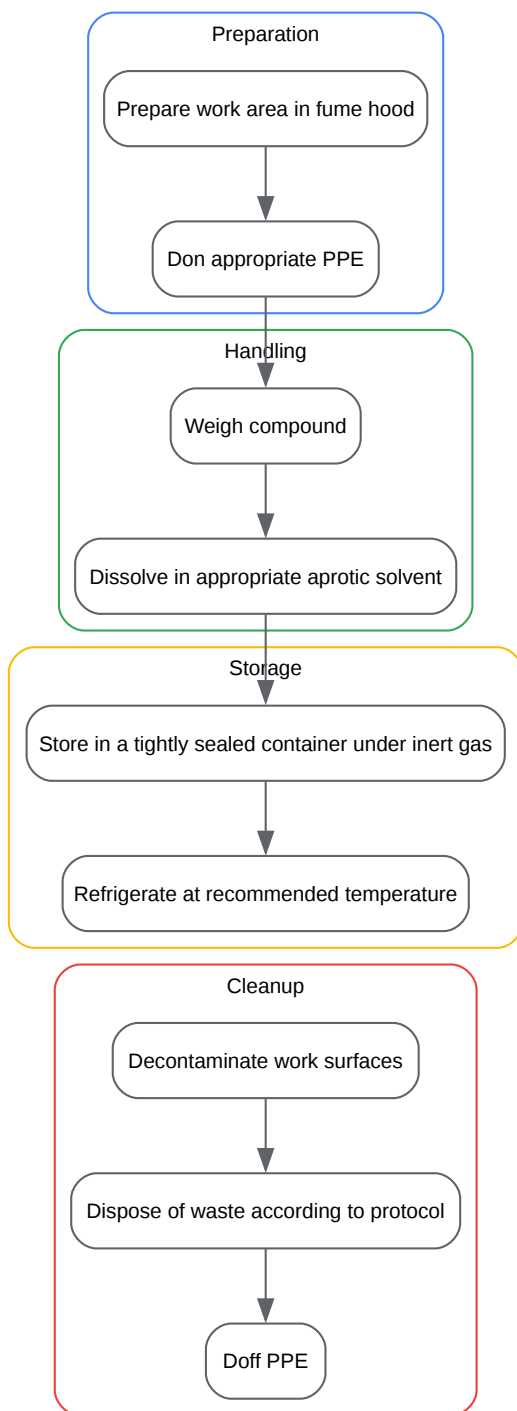 Preparation
Prepare work area in fume hood
Don appropriate PPE
Handling
Weigh compound
Dissolve in appropriate aprotic solvent
Storage
Store in a tightly sealed container under inert gas
Refrigerate at recommended temperature
Cleanup
Decontaminate work surfaces
Dispose of waste according to protocol
Doff PPE